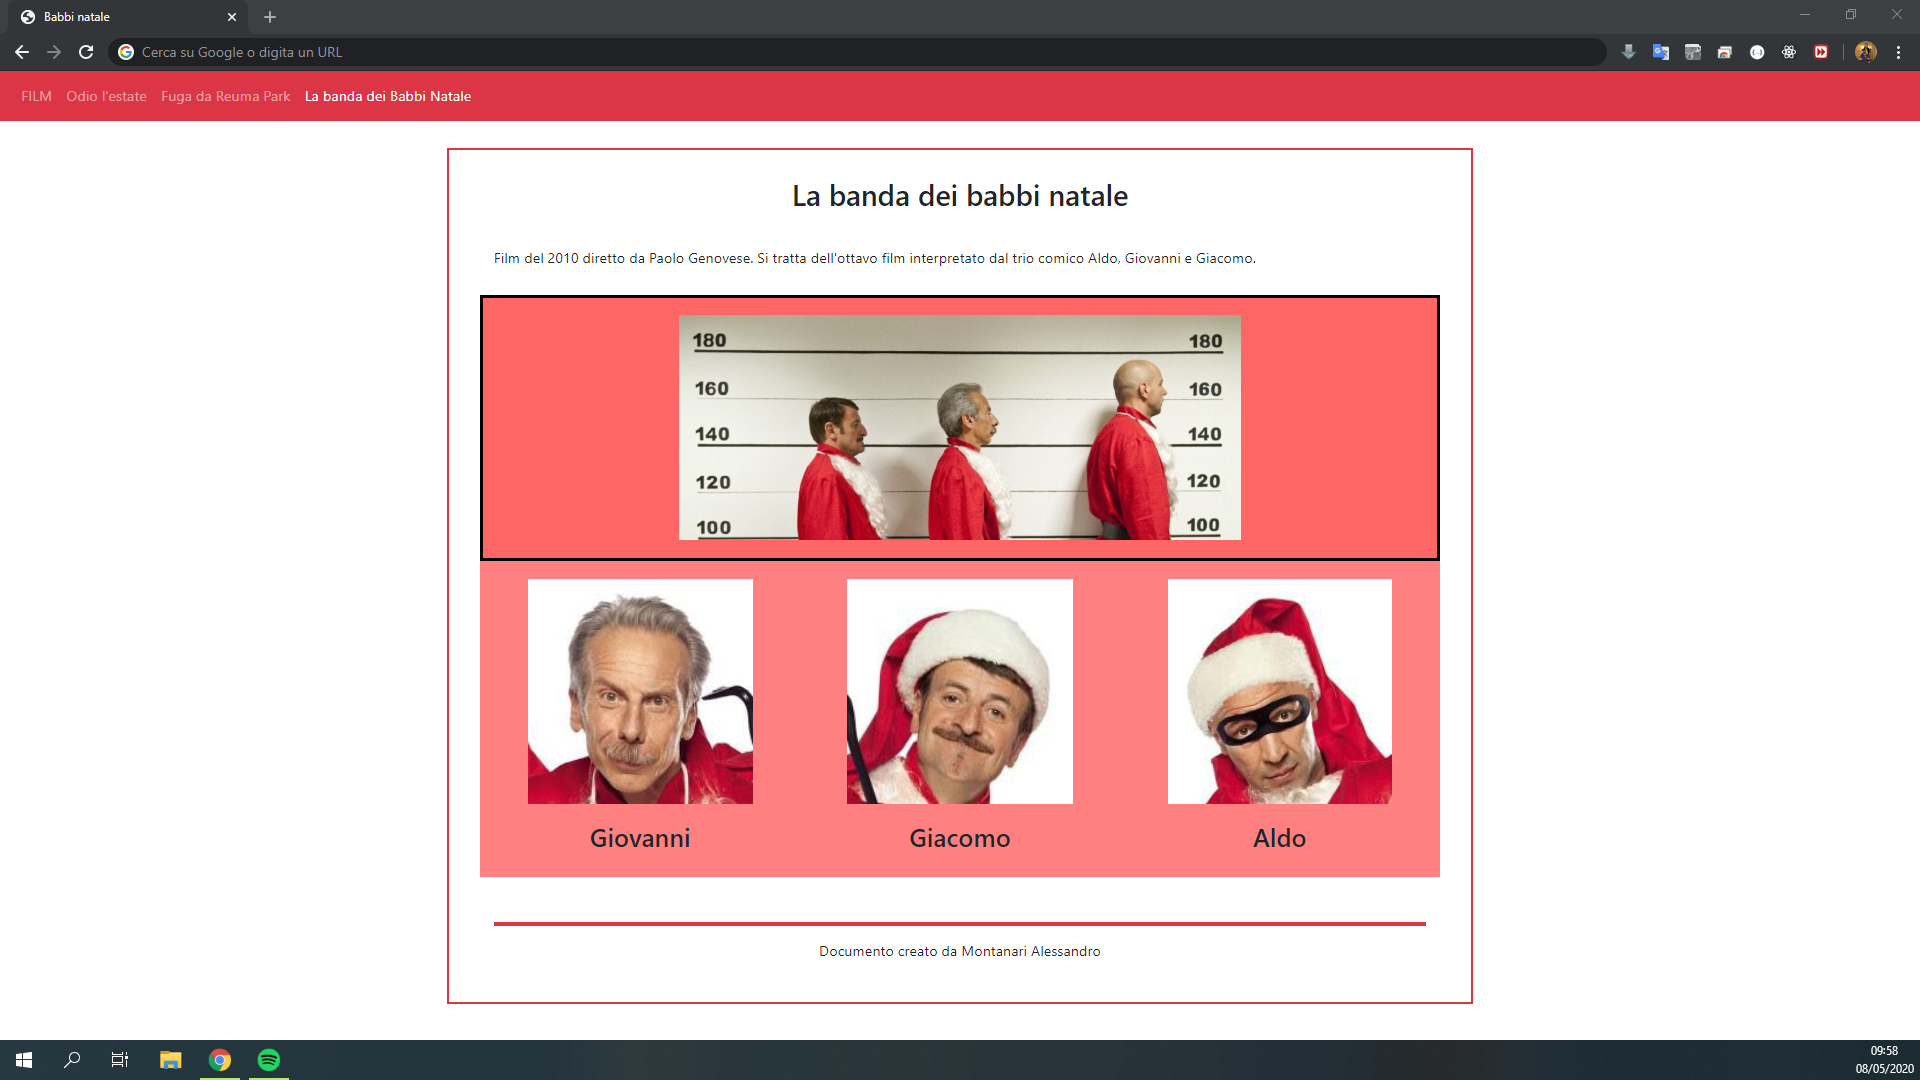 Babbi natale
Cerca su Google o digita un URL
FILM Odio l'estate Fuga da Reuma Park La banda dei Babbi Natale
La banda dei babbi natale
Film del 2010 diretto da Paolo Genovese. Si tratta dell'ottavo film interpretato dal trio comico Aldo, Giovanni e Giacomo.
180 180
160 160
140 140
120 120
100 100
Giovanni Giacomo Aldo
Documento creato da Montanari Alessandro
09:58
08/05/2020